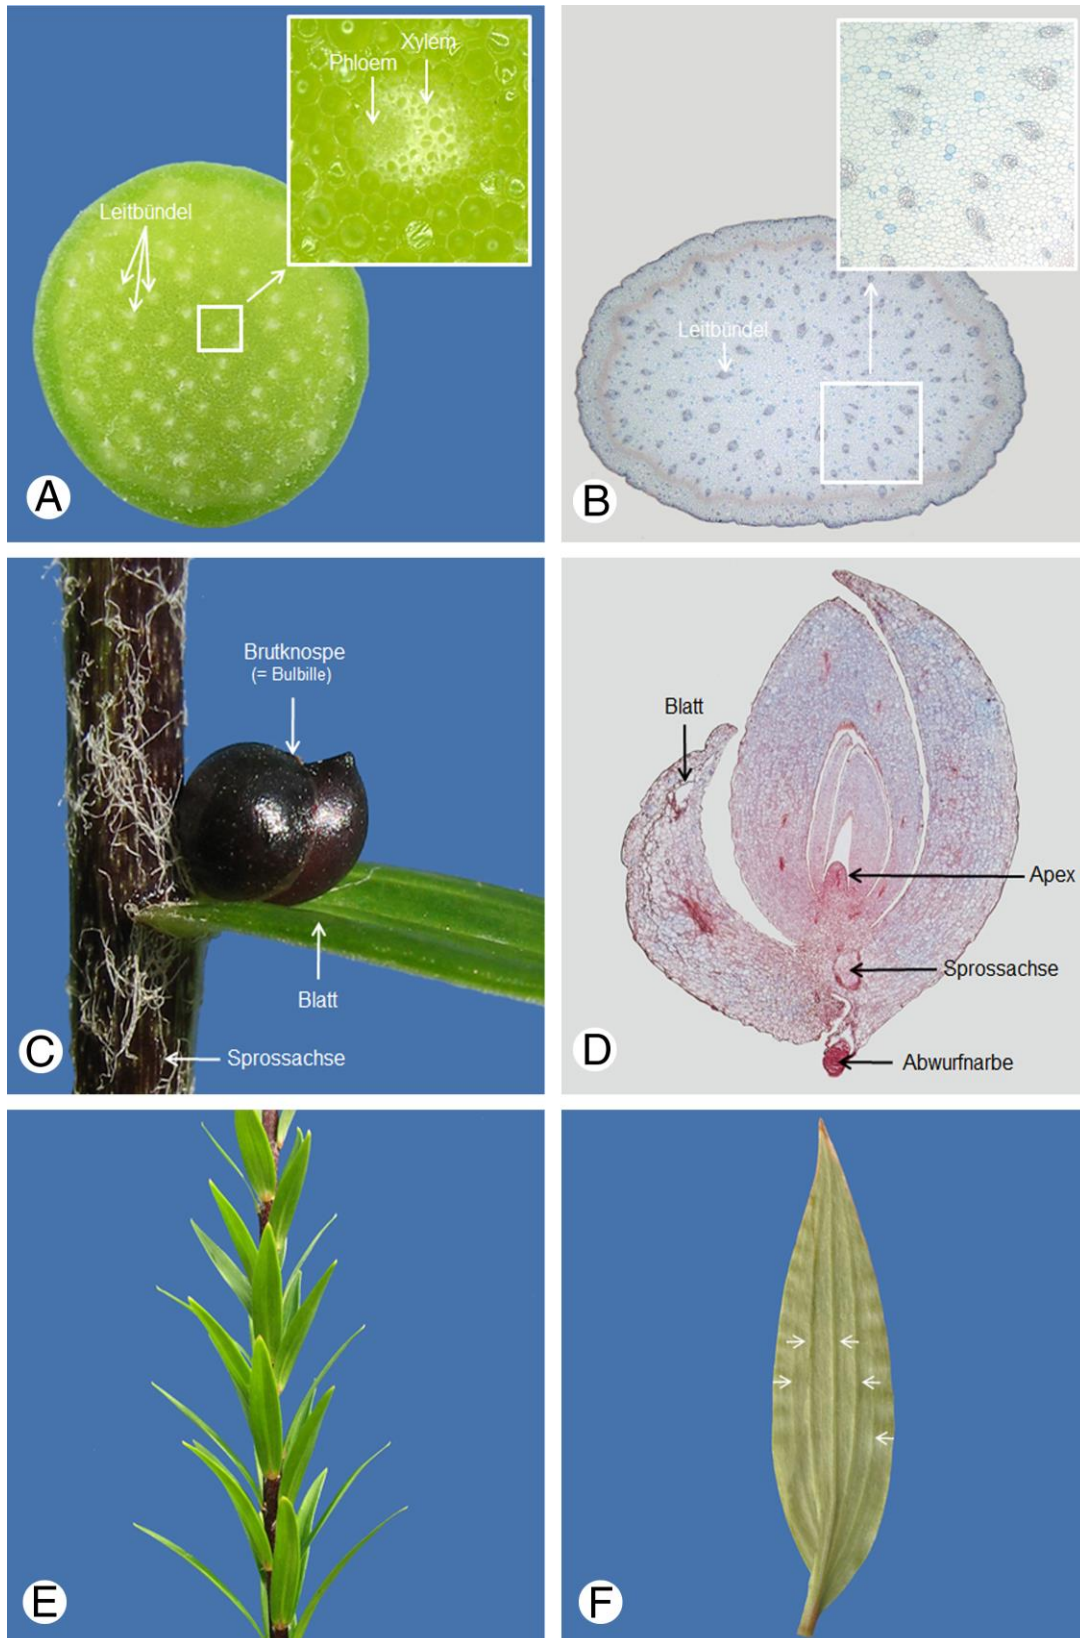 Xylem
Phloem
Leitbündel
A
Leitbündel
B
Brutknospe
(= Bulbille)
Blatt
Sprossachse
C
Blatt
Apex
Sprossachse
Abwurfnarbe
D
E
F